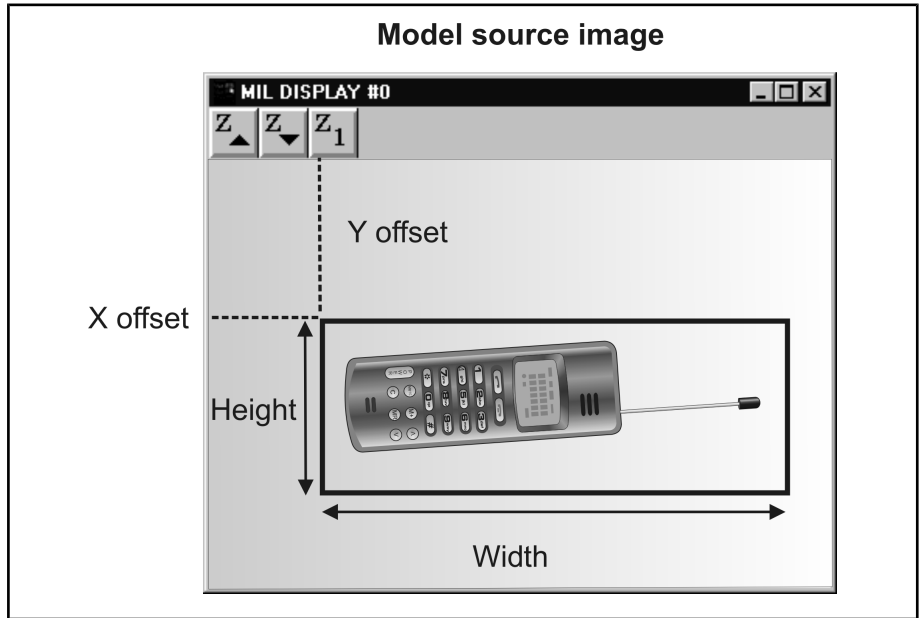 Model source image
MIL DISPLAY #0
Z Z Z1
Y offset
X offset
Height
Width